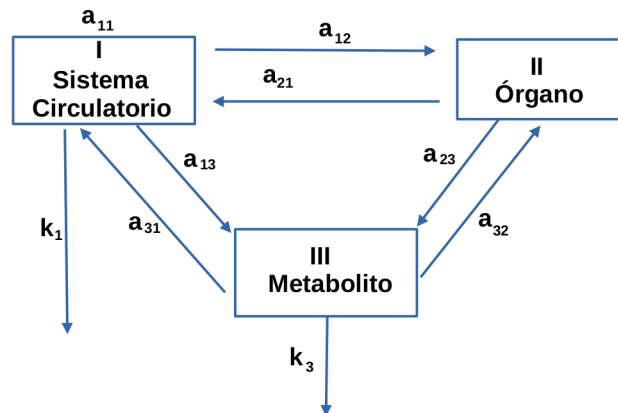 a₁₁
I
Sistema
Circulatorio
a₁₂
a₂₁
II
Órgano
a₁₃
a₃₁
a₂₃
a₃₂
k₁
III
Metabolito
k₃